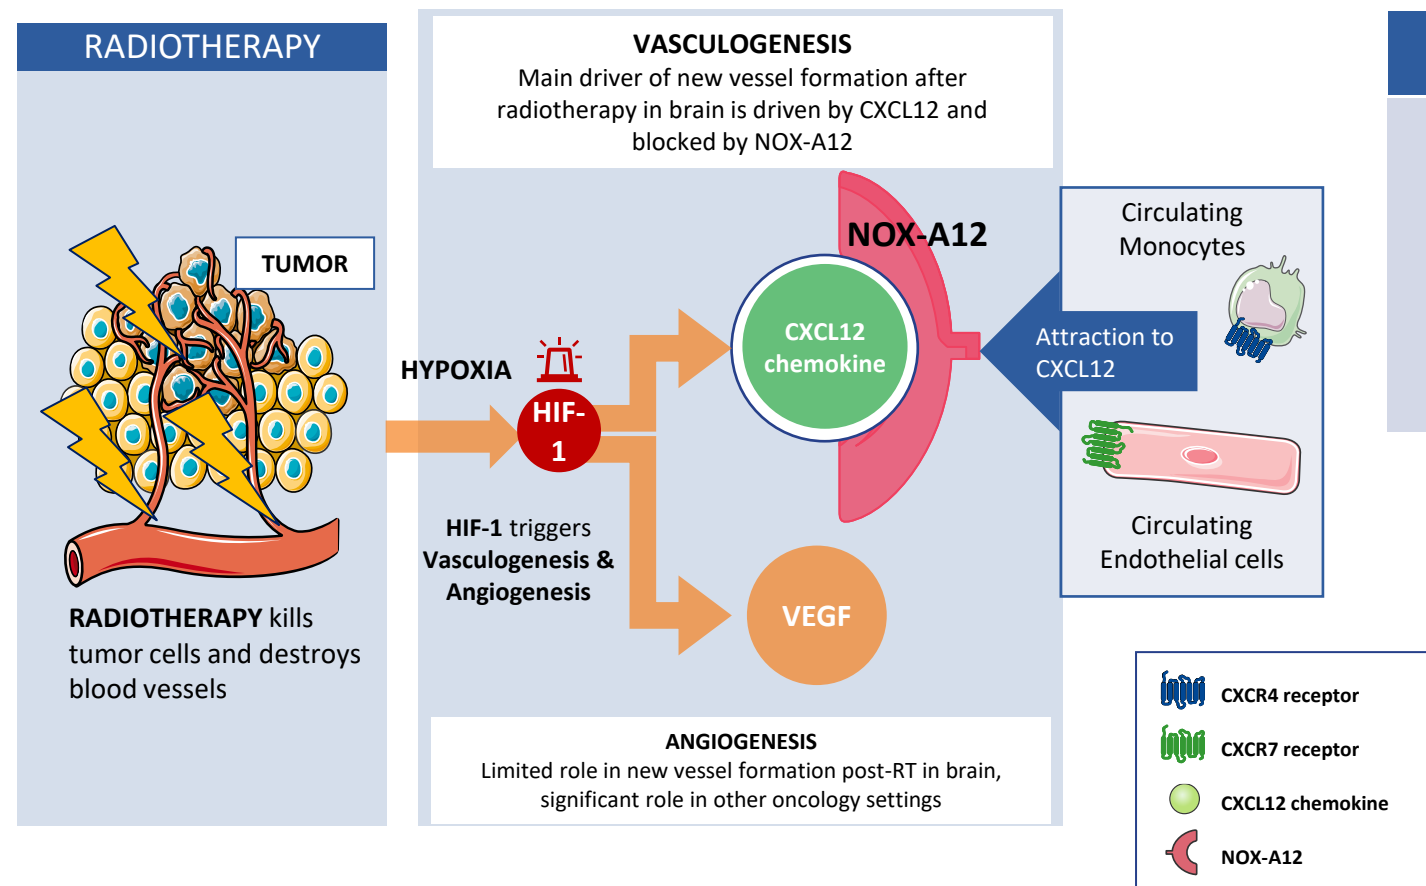 RADIOTHERAPY
TUMOR
RADIOTHERAPY kills
tumor cells and destroys
blood vessels
VASCULOGENESIS
Main driver of new vessel formation after
radiotherapy in brain is driven by CXCL12 and
blocked by NOX-A12
HYPOXIA
HIF-
1
HIF-1 triggers
Vasculogenesis &
Angiogenesis
NOX-A12
CXCL12
chemokine
VEGF
ANGIOGENESIS
Limited role in new vessel formation post-RT in brain,
significant role in other oncology settings
Circulating
Monocytes
Attraction to
CXCL12
Circulating
Endothelial cells
CXCR4 receptor
CXCR7 receptor
CXCL12 chemokine
NOX-A12